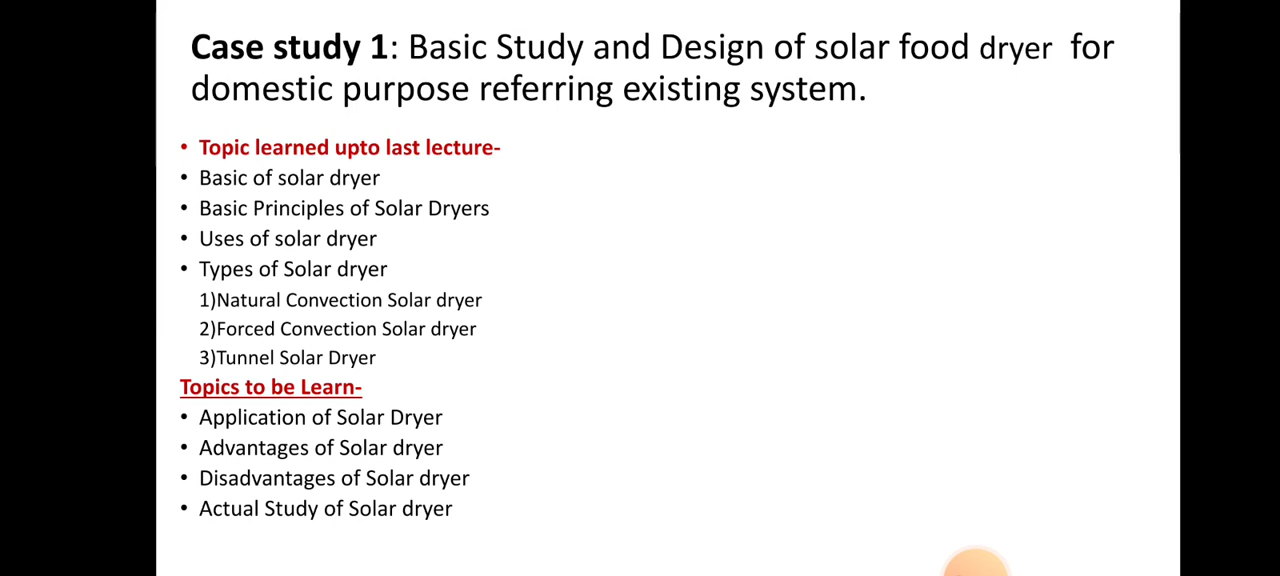 Case study 1: Basic Study and Design of solar food dryer for
domestic purpose referring existing system.
• Topic learned upto last lecture-
• Basic of solar dryer
• Basic Principles of Solar Dryers
• Uses of solar dryer
• Types of Solar dryer
1)Natural Convection Solar dryer
2)Forced Convection Solar dryer
3)Tunnel Solar Dryer
Topics to be Learn-
• Application of Solar Dryer
• Advantages of Solar dryer
• Disadvantages of Solar dryer
• Actual Study of Solar dryer